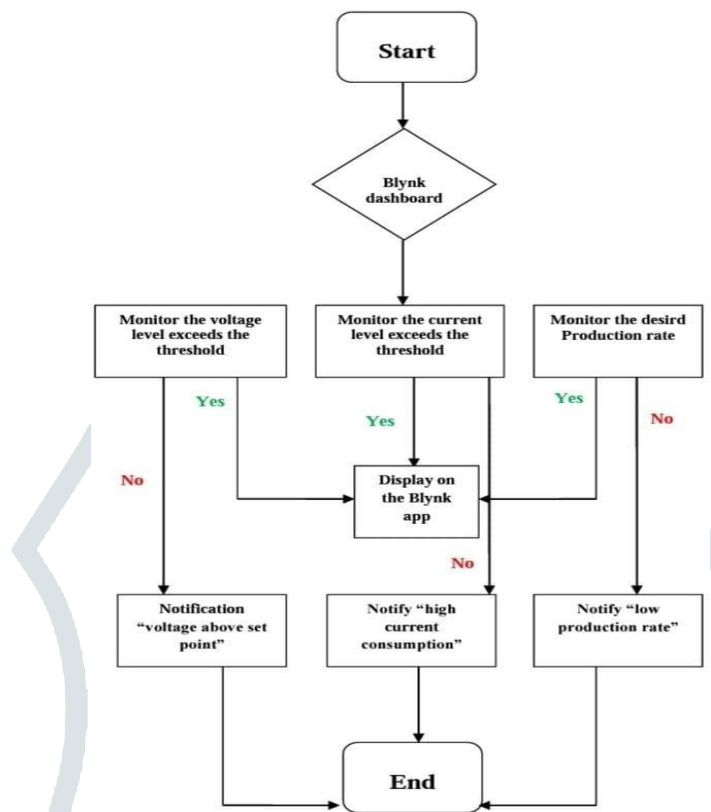 Start
Blynk
dashboard
Monitor the voltage
level exceeds the
threshold
Monitor the current
level exceeds the
threshold
Monitor the desird
Production rate
Yes
Yes
Yes
No
No
Display on
the Blynk
app
No
Notification
“voltage above set
point”
Notify “high
current
consumption”
Notify “low
production rate”
End